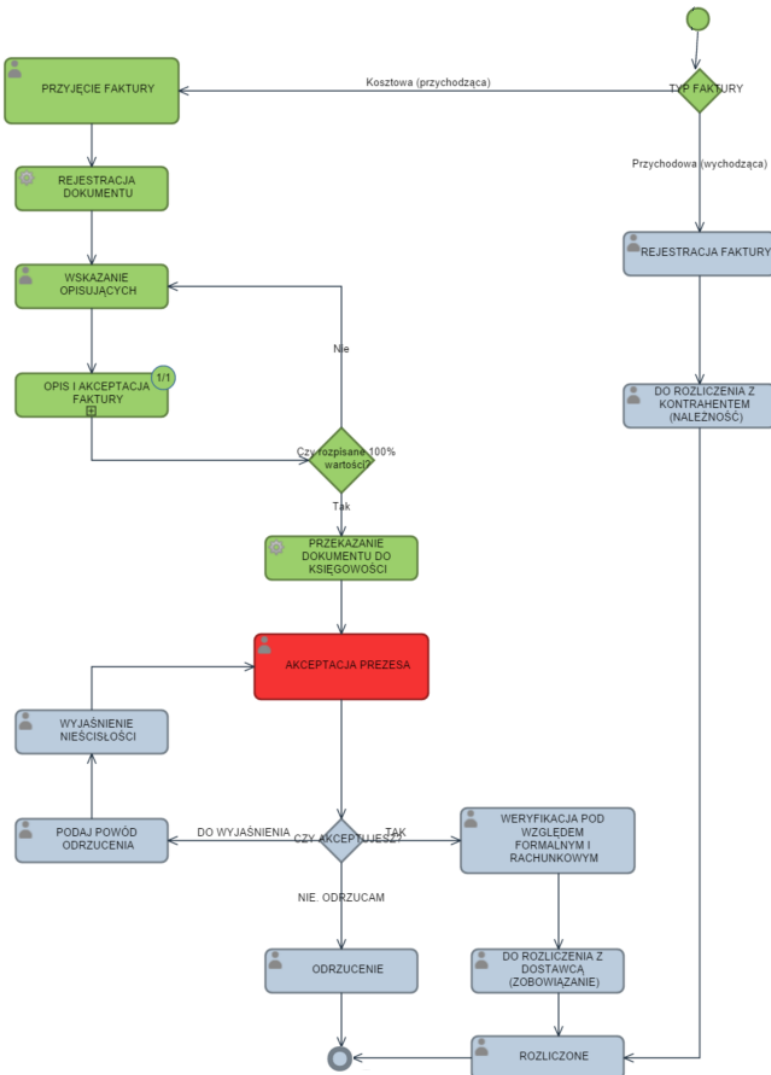 TYP FAKTURY
Kosztowa (przychodząca)
PRZYJĘCIE FAKTURY
Przychodowa (wychodząca)
REJESTRACJA
DOKUMENTU
REJESTRACJA FAKTURY
WSKAZANIE
OPISUJĄCYCH
Nie
OPIS I AKCEPTACJA
FAKTURY
1/1
DO ROZLICZENIA Z
KONTRAHENTEM
(NALEŻNOŚĆ)
Czy rozpisane 100%
wartości?
Tak
PRZEKAZANIE
DOKUMENTU DO
KSIĘGOWOŚCI
AKCEPTACJA PREZESA
WYJAŚNIENIE
NIEŚCISŁOŚCI
PODAJ POWÓD
ODRZUCENIA
DO WYJAŚNIENIA
CZY AKCEPTUJESZ?
TAK
WERYFIKACJA POD
WZGLĘDEM
FORMALNYM I
RACHUNKOWYM
NIE. ODRZUCAM
ODRZUCENIE
DO ROZLICZENIA Z
DOSTAWCĄ
(ZOBOWIĄZANIE)
ROZLICZONE